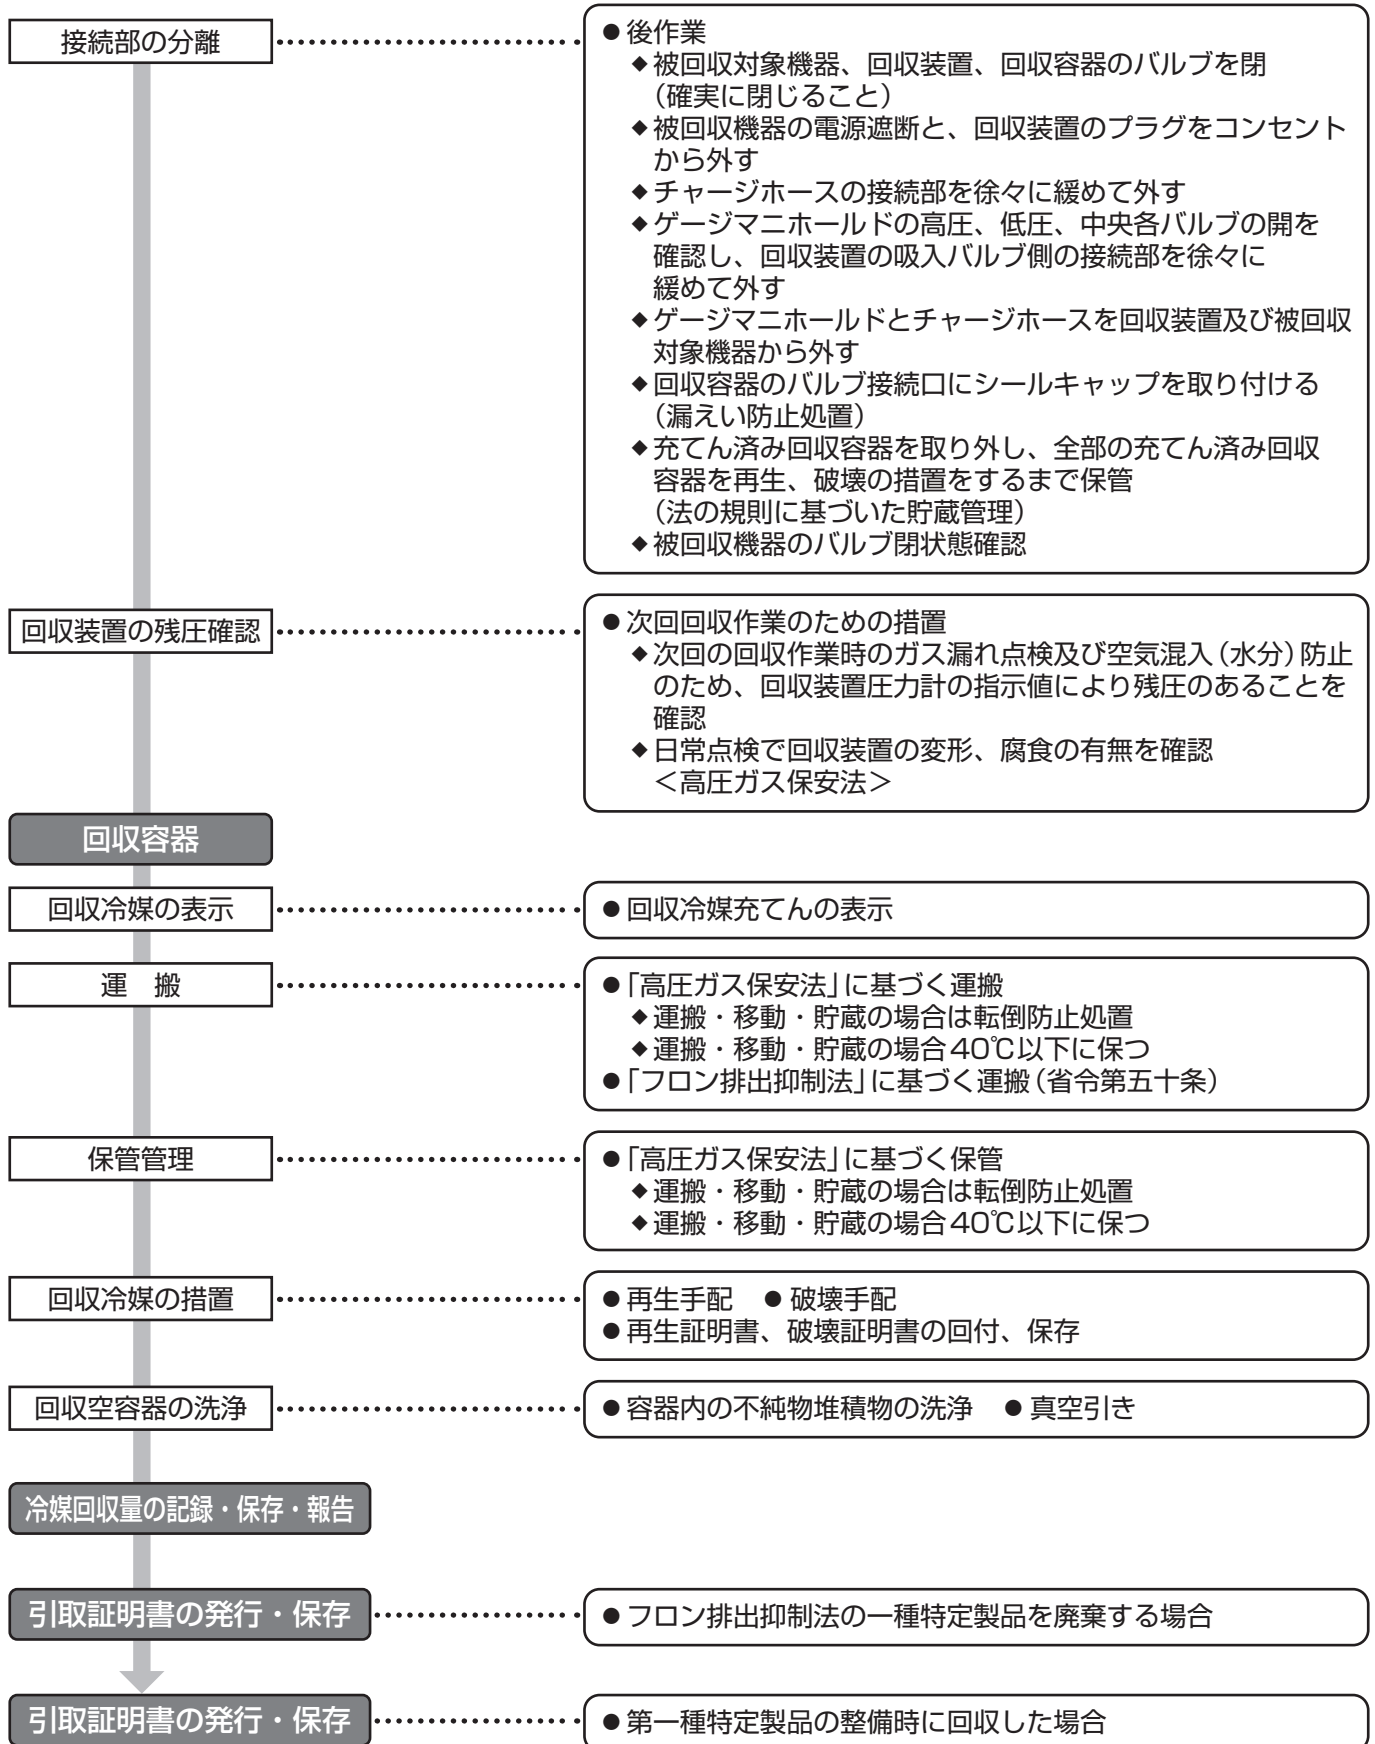 接続部の分離
●後作業
◆被回収対象機器、回収装置、回収容器のバルブを閉
（確実に閉じること）
◆被回収機器の電源遮断と、回収装置のプラグをコンセント
から外す
◆チャージホースの接続部を徐々に緩めて外す
◆ゲージマニホールドの高圧、低圧、中央各バルブの開を
確認し、回収装置の吸入バルブ側の接続部を徐々に
緩めて外す
◆ゲージマニホールドとチャージホースを回収装置及び被回収
対象機器から外す
◆回収容器のバルブ接続口にシールキャップを取り付ける
（漏えい防止処置）
◆充てん済み回収容器を取り外し、全部の充てん済み回収
容器を再生、破壊の措置をするまで保管
（法の規則に基づいた貯蔵管理）
◆被回収機器のバルブ閉状態確認
回収装置の残圧確認
●次回回収作業のための措置
◆次回の回収作業時のガス漏れ点検及び空気混入（水分）防止
のため、回収装置圧力計の指示値により残圧のあることを
確認
◆日常点検で回収装置の変形、腐食の有無を確認
＜高圧ガス保安法＞
回収容器
回収冷媒の表示
●回収冷媒充てんの表示
運　搬
●「高圧ガス保安法」に基づく運搬
◆運搬・移動・貯蔵の場合は転倒防止処置
◆運搬・移動・貯蔵の場合40℃以下に保つ
●「フロン排出抑制法」に基づく運搬（省令第五十条）
保管管理
●「高圧ガス保安法」に基づく保管
◆運搬・移動・貯蔵の場合は転倒防止処置
◆運搬・移動・貯蔵の場合40℃以下に保つ
回収冷媒の措置
●再生手配　●破壊手配
●再生証明書、破壊証明書の回付、保存
回収空容器の洗浄
●容器内の不純物堆積物の洗浄　●真空引き
冷媒回収量の記録・保存・報告
引取証明書の発行・保存
●フロン排出抑制法の一種特定製品を廃棄する場合
引取証明書の発行・保存
●第一種特定製品の整備時に回収した場合